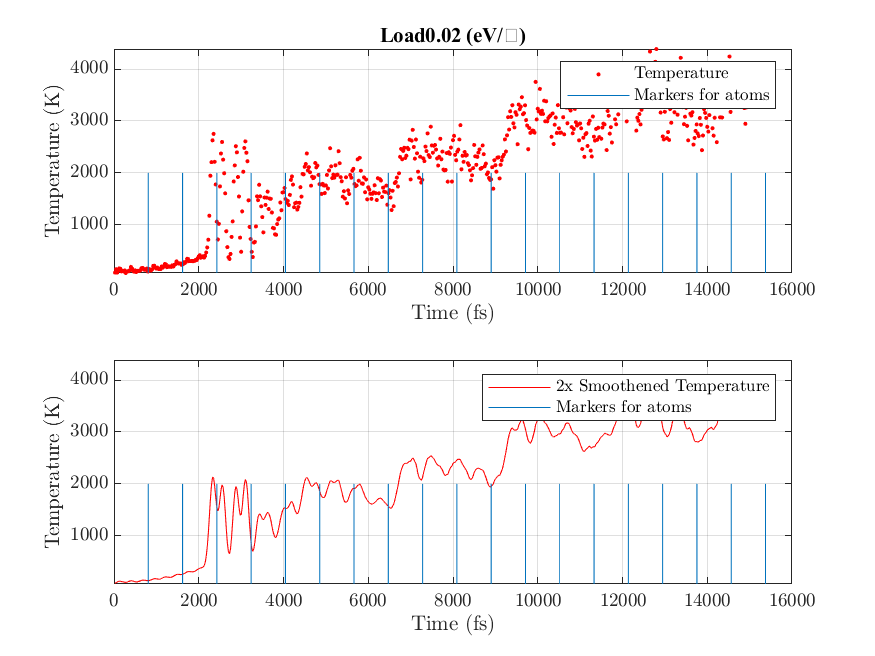 Load0.02 (eV/□)
Temperature (K)
4000
3000
2000
1000
Temperature
Markers for atoms
0 2000 4000 6000 8000 10000 12000 14000 16000
Time (fs)
Temperature (K)
4000
3000
2000
1000
2x Smoothened Temperature
Markers for atoms
0 2000 4000 6000 8000 10000 12000 14000 16000
Time (fs)